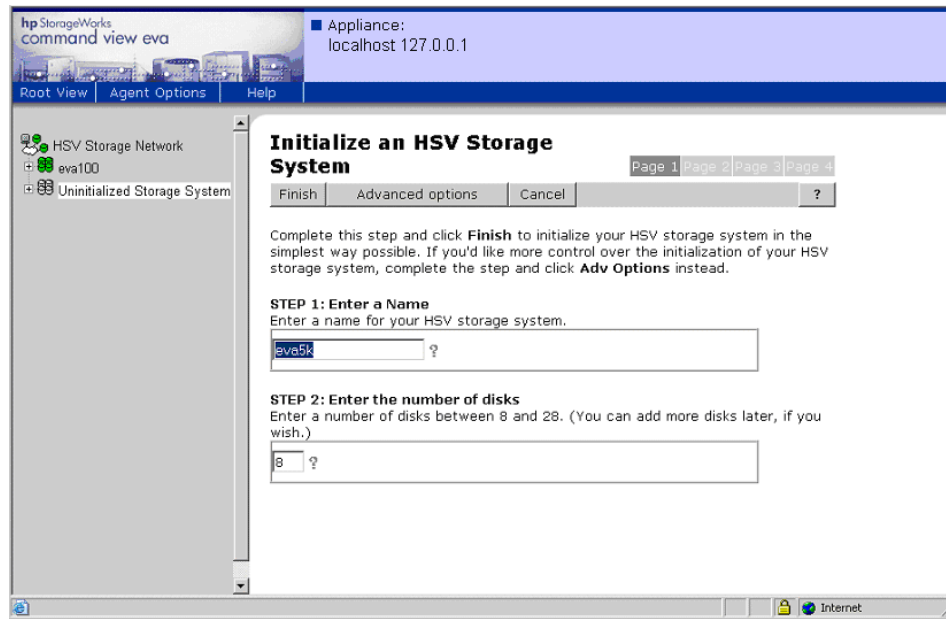 hp StorageWorks
command view eva
Appliance:
localhost 127.0.0.1
Root View Agent Options Help
HSV Storage Network
eva100
Uninitialized Storage System
Initialize an HSV Storage
System
Page 1 Page 2 Page 3 Page 4
Finish Advanced options Cancel ?
Complete this step and click Finish to initialize your HSV storage system in the
simplest way possible. If you'd like more control over the initialization of your HSV
storage system, complete the step and click Adv Options instead.
STEP 1: Enter a Name
Enter a name for your HSV storage system.
eva5k ?
STEP 2: Enter the number of disks
Enter a number of disks between 8 and 28. (You can add more disks later, if you
wish.)
8 ?
Internet